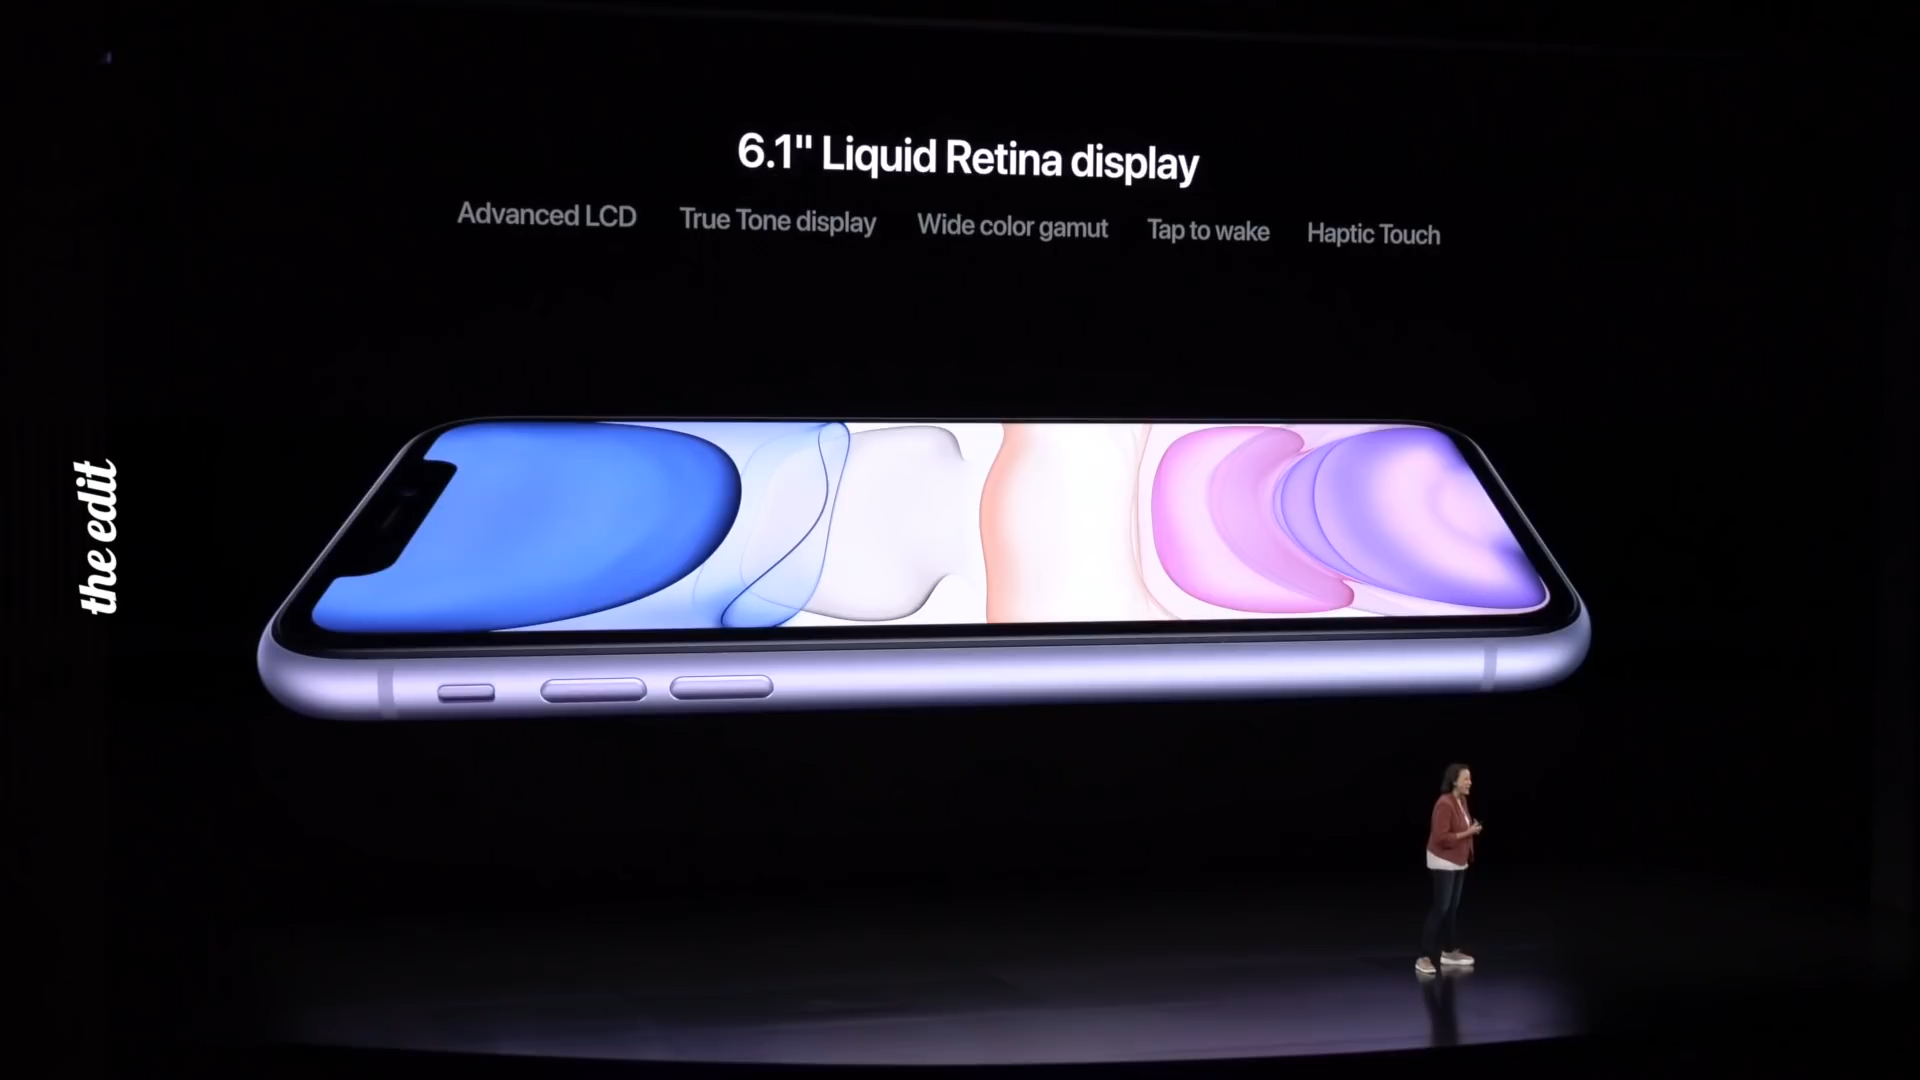 6.1" Liquid Retina display
Advanced LCD True Tone display Wide color gamut Tap to wake Haptic Touch
the edit